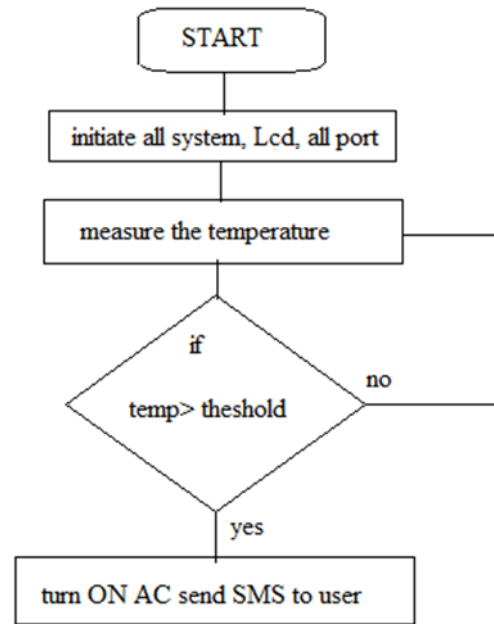 START
initiate all system, Lcd, all port
measure the temperature
if
temp> theshold
no
yes
turn ON AC send SMS to user